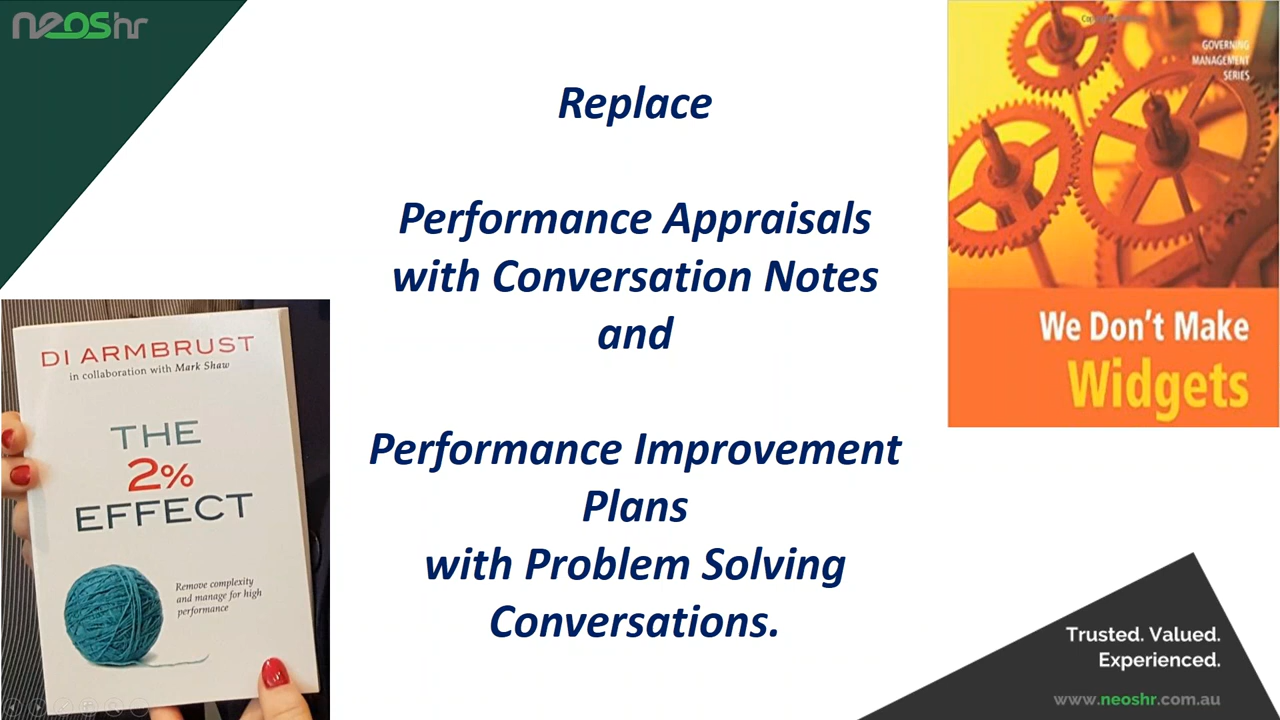 neoshr
Replace
Performance Appraisals
with Conversation Notes
and
Performance Improvement
Plans
with Problem Solving
Conversations.
GOVERNING
MANAGEMENT
SERIES
We Don't Make
Widgets
DI ARMBRUST
in collaboration with Mark Shaw
THE
2%
EFFECT
Remove complexity
and manage for high
performance
Trusted. Valued.
Experienced.
www.neoshr.com.au